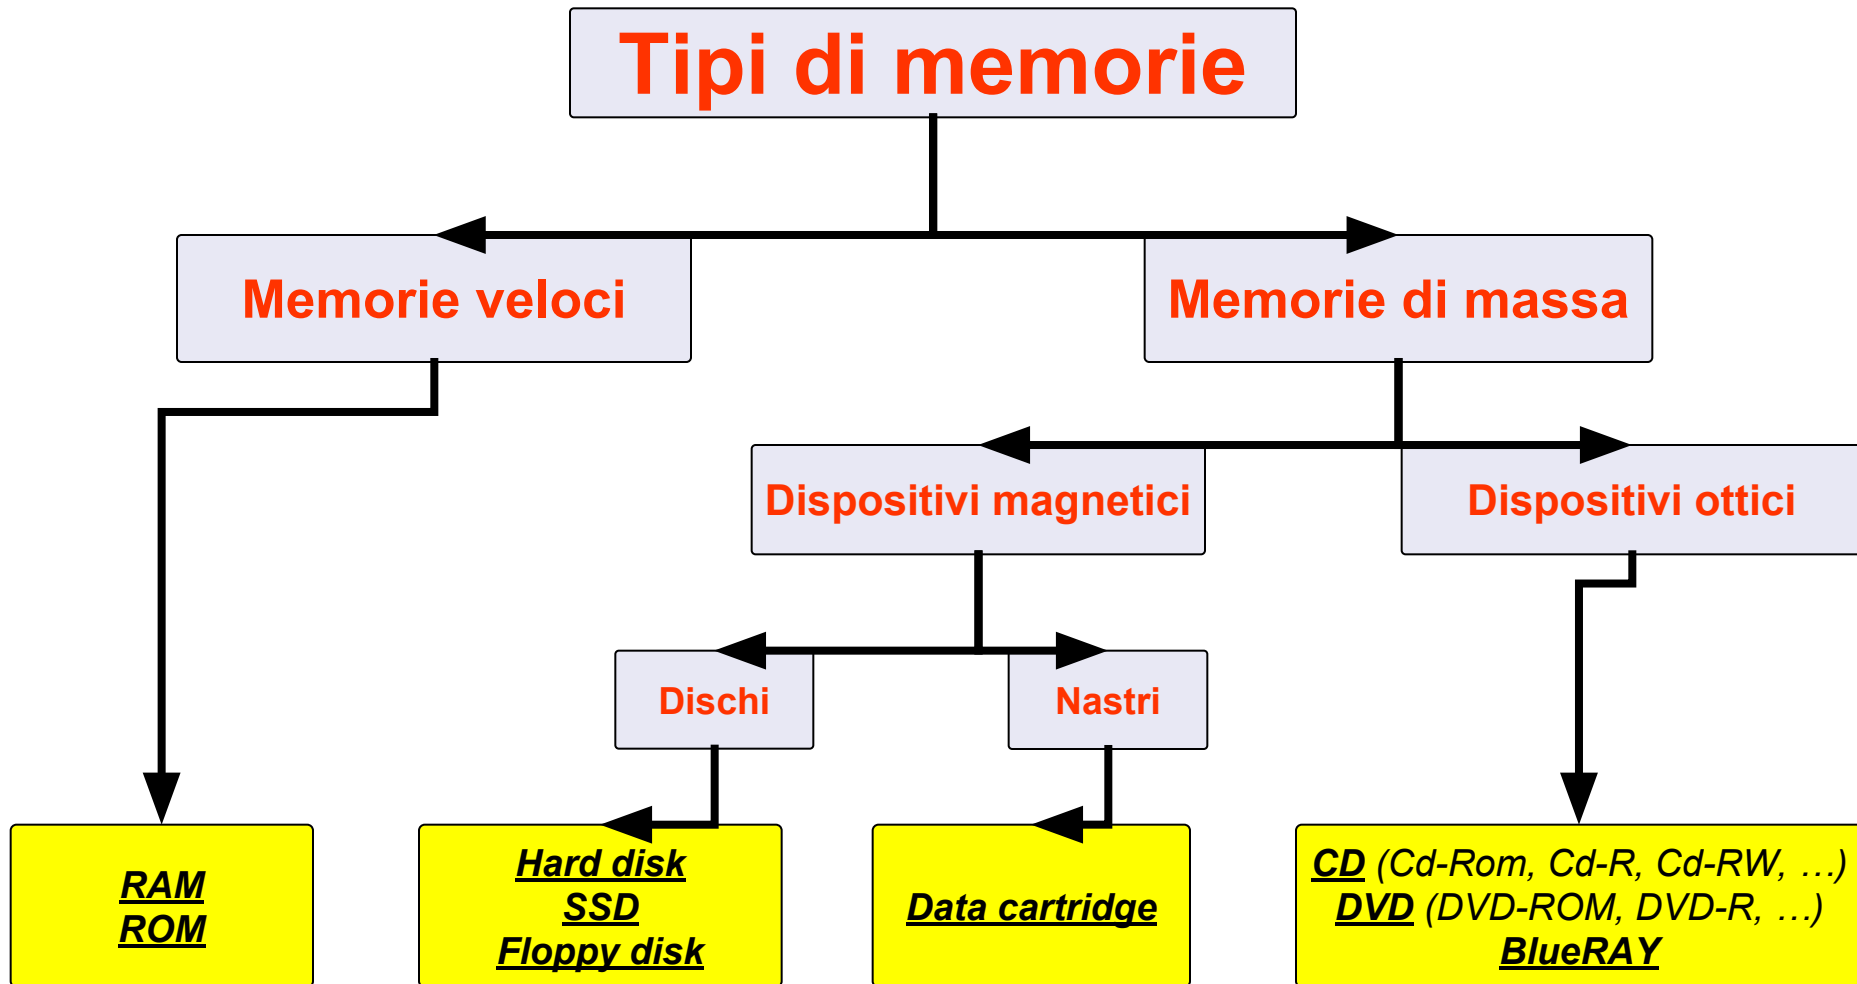 Tipi di memorie
Memorie veloci
Memorie di massa
Dispositivi magnetici
Dispositivi ottici
Dischi
Nastri
RAM
ROM
Hard disk
SSD
Floppy disk
Data cartridge
CD (Cd-Rom, Cd-R, Cd-RW, …)
DVD (DVD-ROM, DVD-R, …)
BlueRAY